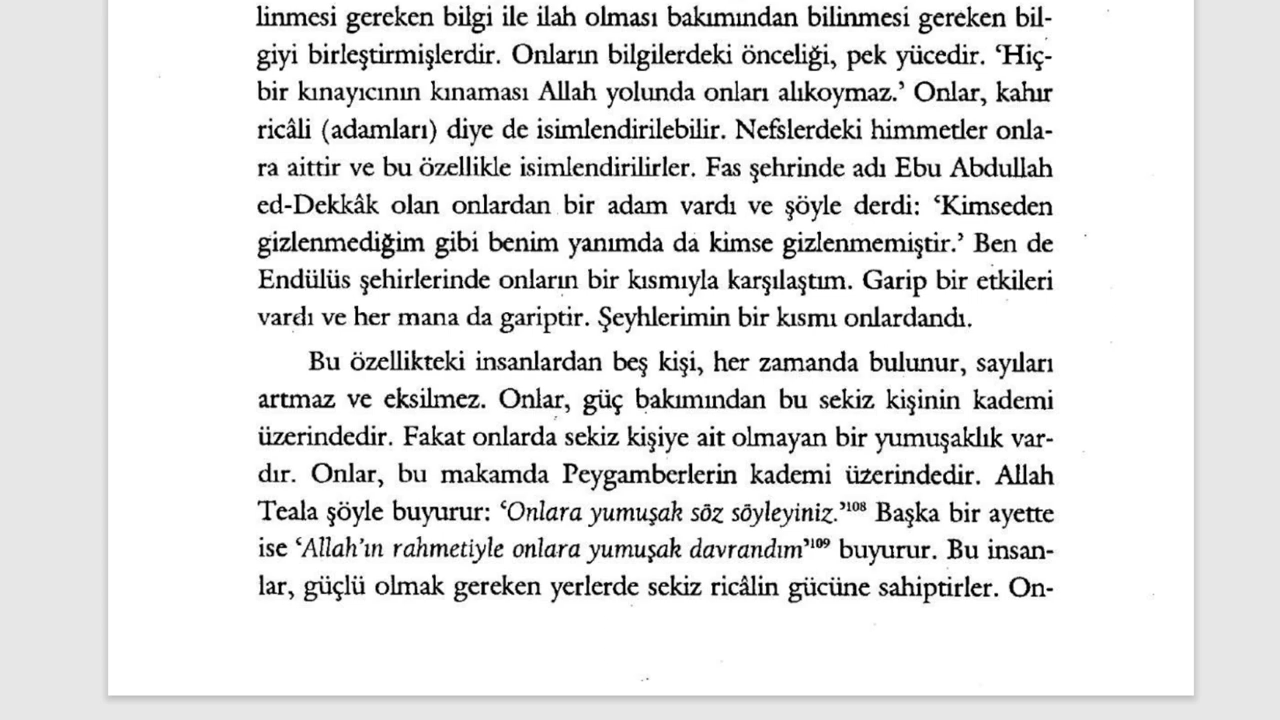 linmesi gereken bilgi ile ilah olması bakımından bilinmesi gereken bil-
giyi birleştirmişlerdir. Onların bilgilerdeki önceliği, pek yücedir. ‘Hiç-
bir kınayıcının kınaması Allah yolunda onları alıkoymaz.’ Onlar, kahır
ricâli (adamları) diye de isimlendirilebilir. Nefslerdeki himmetler onla-
ra aittir ve bu özellikle isimlendirilirler. Fas şehrinde adı Ebu Abdullah
ed-Dekkâk olan onlardan bir adam vardı ve şöyle derdi: ‘Kimseden
gizlenmediğim gibi benim yanımda da kimse gizlenmemiştir.’ Ben de
Endülüs şehirlerinde onların bir kısmıyla karşılaştım. Garip bir etkileri
vardı ve her mana da gariptir. Şeyhlerimin bir kısmı onlardandı.
Bu özellikteki insanlardan beş kişi, her zamanda bulunur, sayıları
artmaz ve eksilmez. Onlar, güç bakımından bu sekiz kişinin kademi
üzerindedir. Fakat onlarda sekiz kişiye ait olmayan bir yumuşaklık var-
dır. Onlar, bu makamda Peygamberlerin kademi üzerindedir. Allah
Teala şöyle buyurur: ‘Onlara yumuşak söz söyleyiniz.’¹⁰⁸ Başka bir ayette
ise ‘Allah’ın rahmetiyle onlara yumuşak davrandım’¹⁰⁹ buyurur. Bu insan-
lar, güçlü olmak gereken yerlerde sekiz ricâlin gücüne sahiptirler. On-